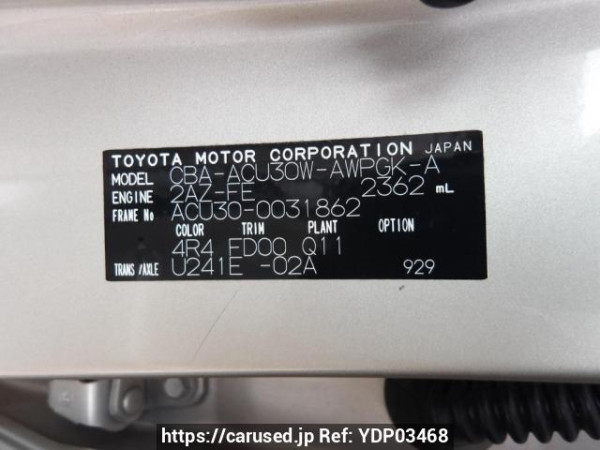 TOYOTA MOTOR CORPORATION JAPAN
MODEL CBA-ACU30W-AWPGK-A
ENGINE 2AZ-FE 2362 mL
FRAME No ACU30-0031862
COLOR TRIM PLANT OPTION
4R4 FD00 Q11
TRANS/AXLE U241E -02A 929
https://carused.jp Ref: YDP03468